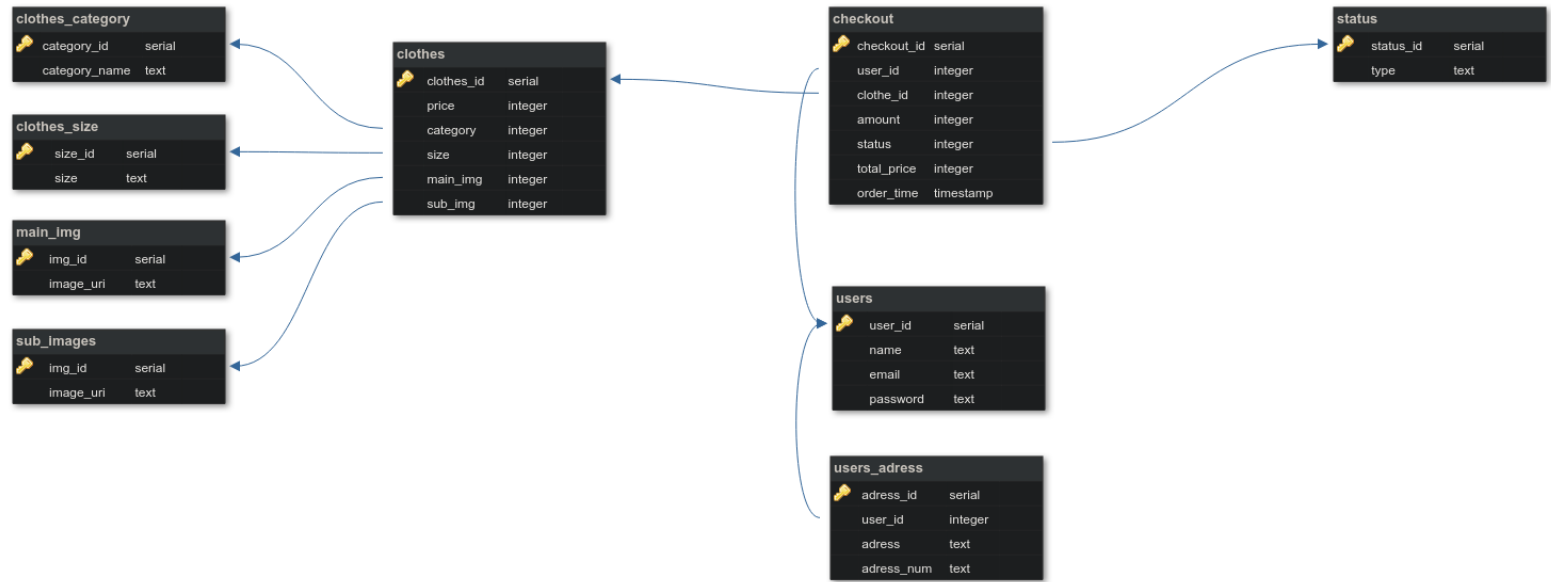 clothes_category
category_id serial
category_name text
clothes_size
size_id serial
size text
main_img
img_id serial
image_uri text
sub_images
img_id serial
image_uri text
clothes
clothes_id serial
price integer
category integer
size integer
main_img integer
sub_img integer
checkout
checkout_id serial
user_id integer
clothe_id integer
amount integer
status integer
total_price integer
order_time timestamp
users
user_id serial
name text
email text
password text
users_adress
adress_id serial
user_id integer
adress text
adress_num text
status
status_id serial
type text